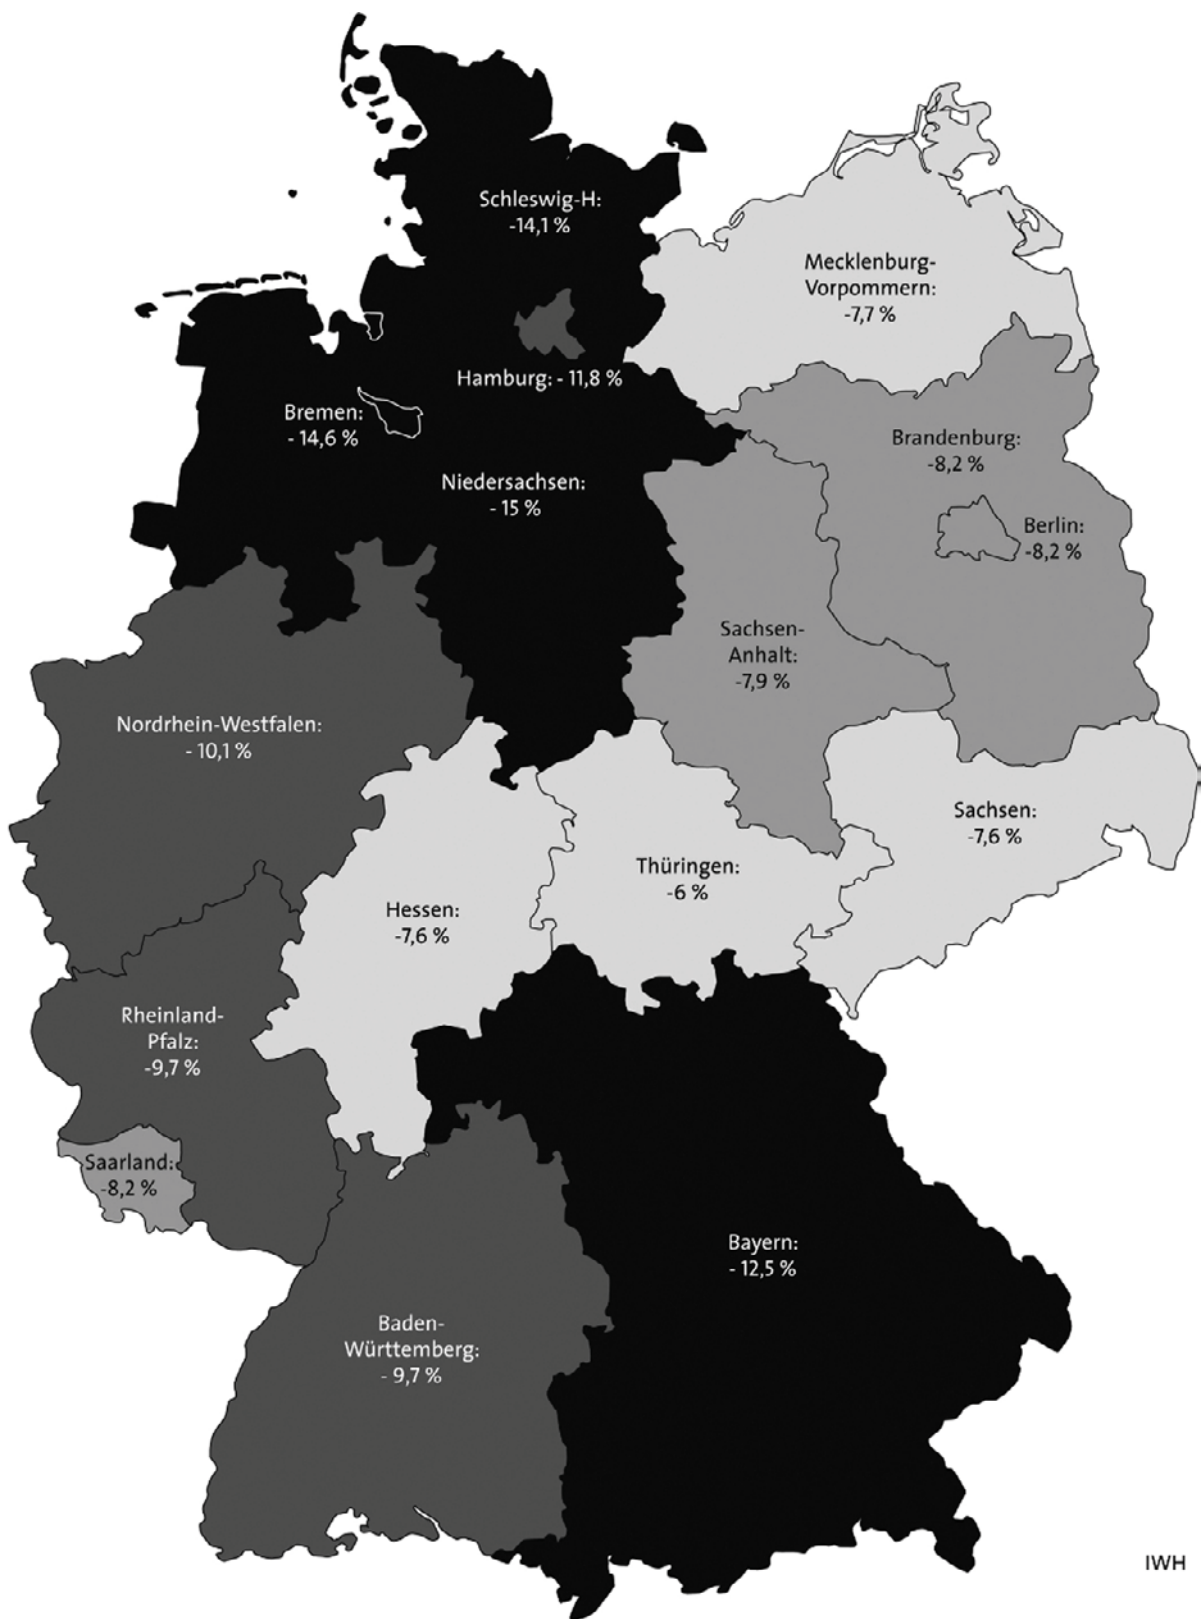 Schleswig-H:
-14,1 %
Mecklenburg-
Vorpommern:
-7,7 %
Hamburg: - 11,8 %
Bremen:
- 14,6 %
Brandenburg:
-8,2 %
Niedersachsen:
- 15 %
Berlin:
-8,2 %
Sachsen-
Anhalt:
-7,9 %
Nordrhein-Westfalen:
- 10,1 %
Sachsen:
-7,6 %
Thüringen:
-6 %
Hessen:
-7,6 %
Rheinland-
Pfalz:
-9,7 %
Saarland:
-8,2 %
Bayern:
- 12,5 %
Baden-
Württemberg:
- 9,7 %
IWH